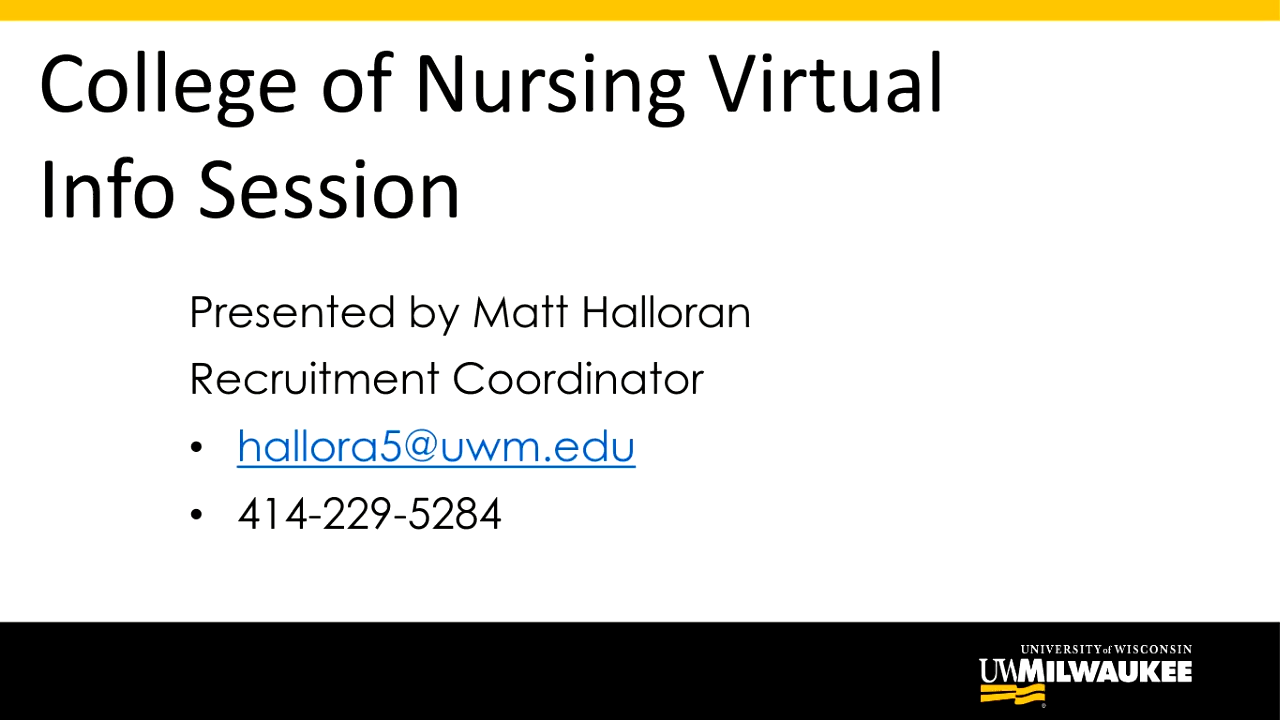 College of Nursing Virtual
Info Session
Presented by Matt Halloran
Recruitment Coordinator
• hallora5@uwm.edu
• 414-229-5284
UNIVERSITY of WISCONSIN
UWMILWAUKEE